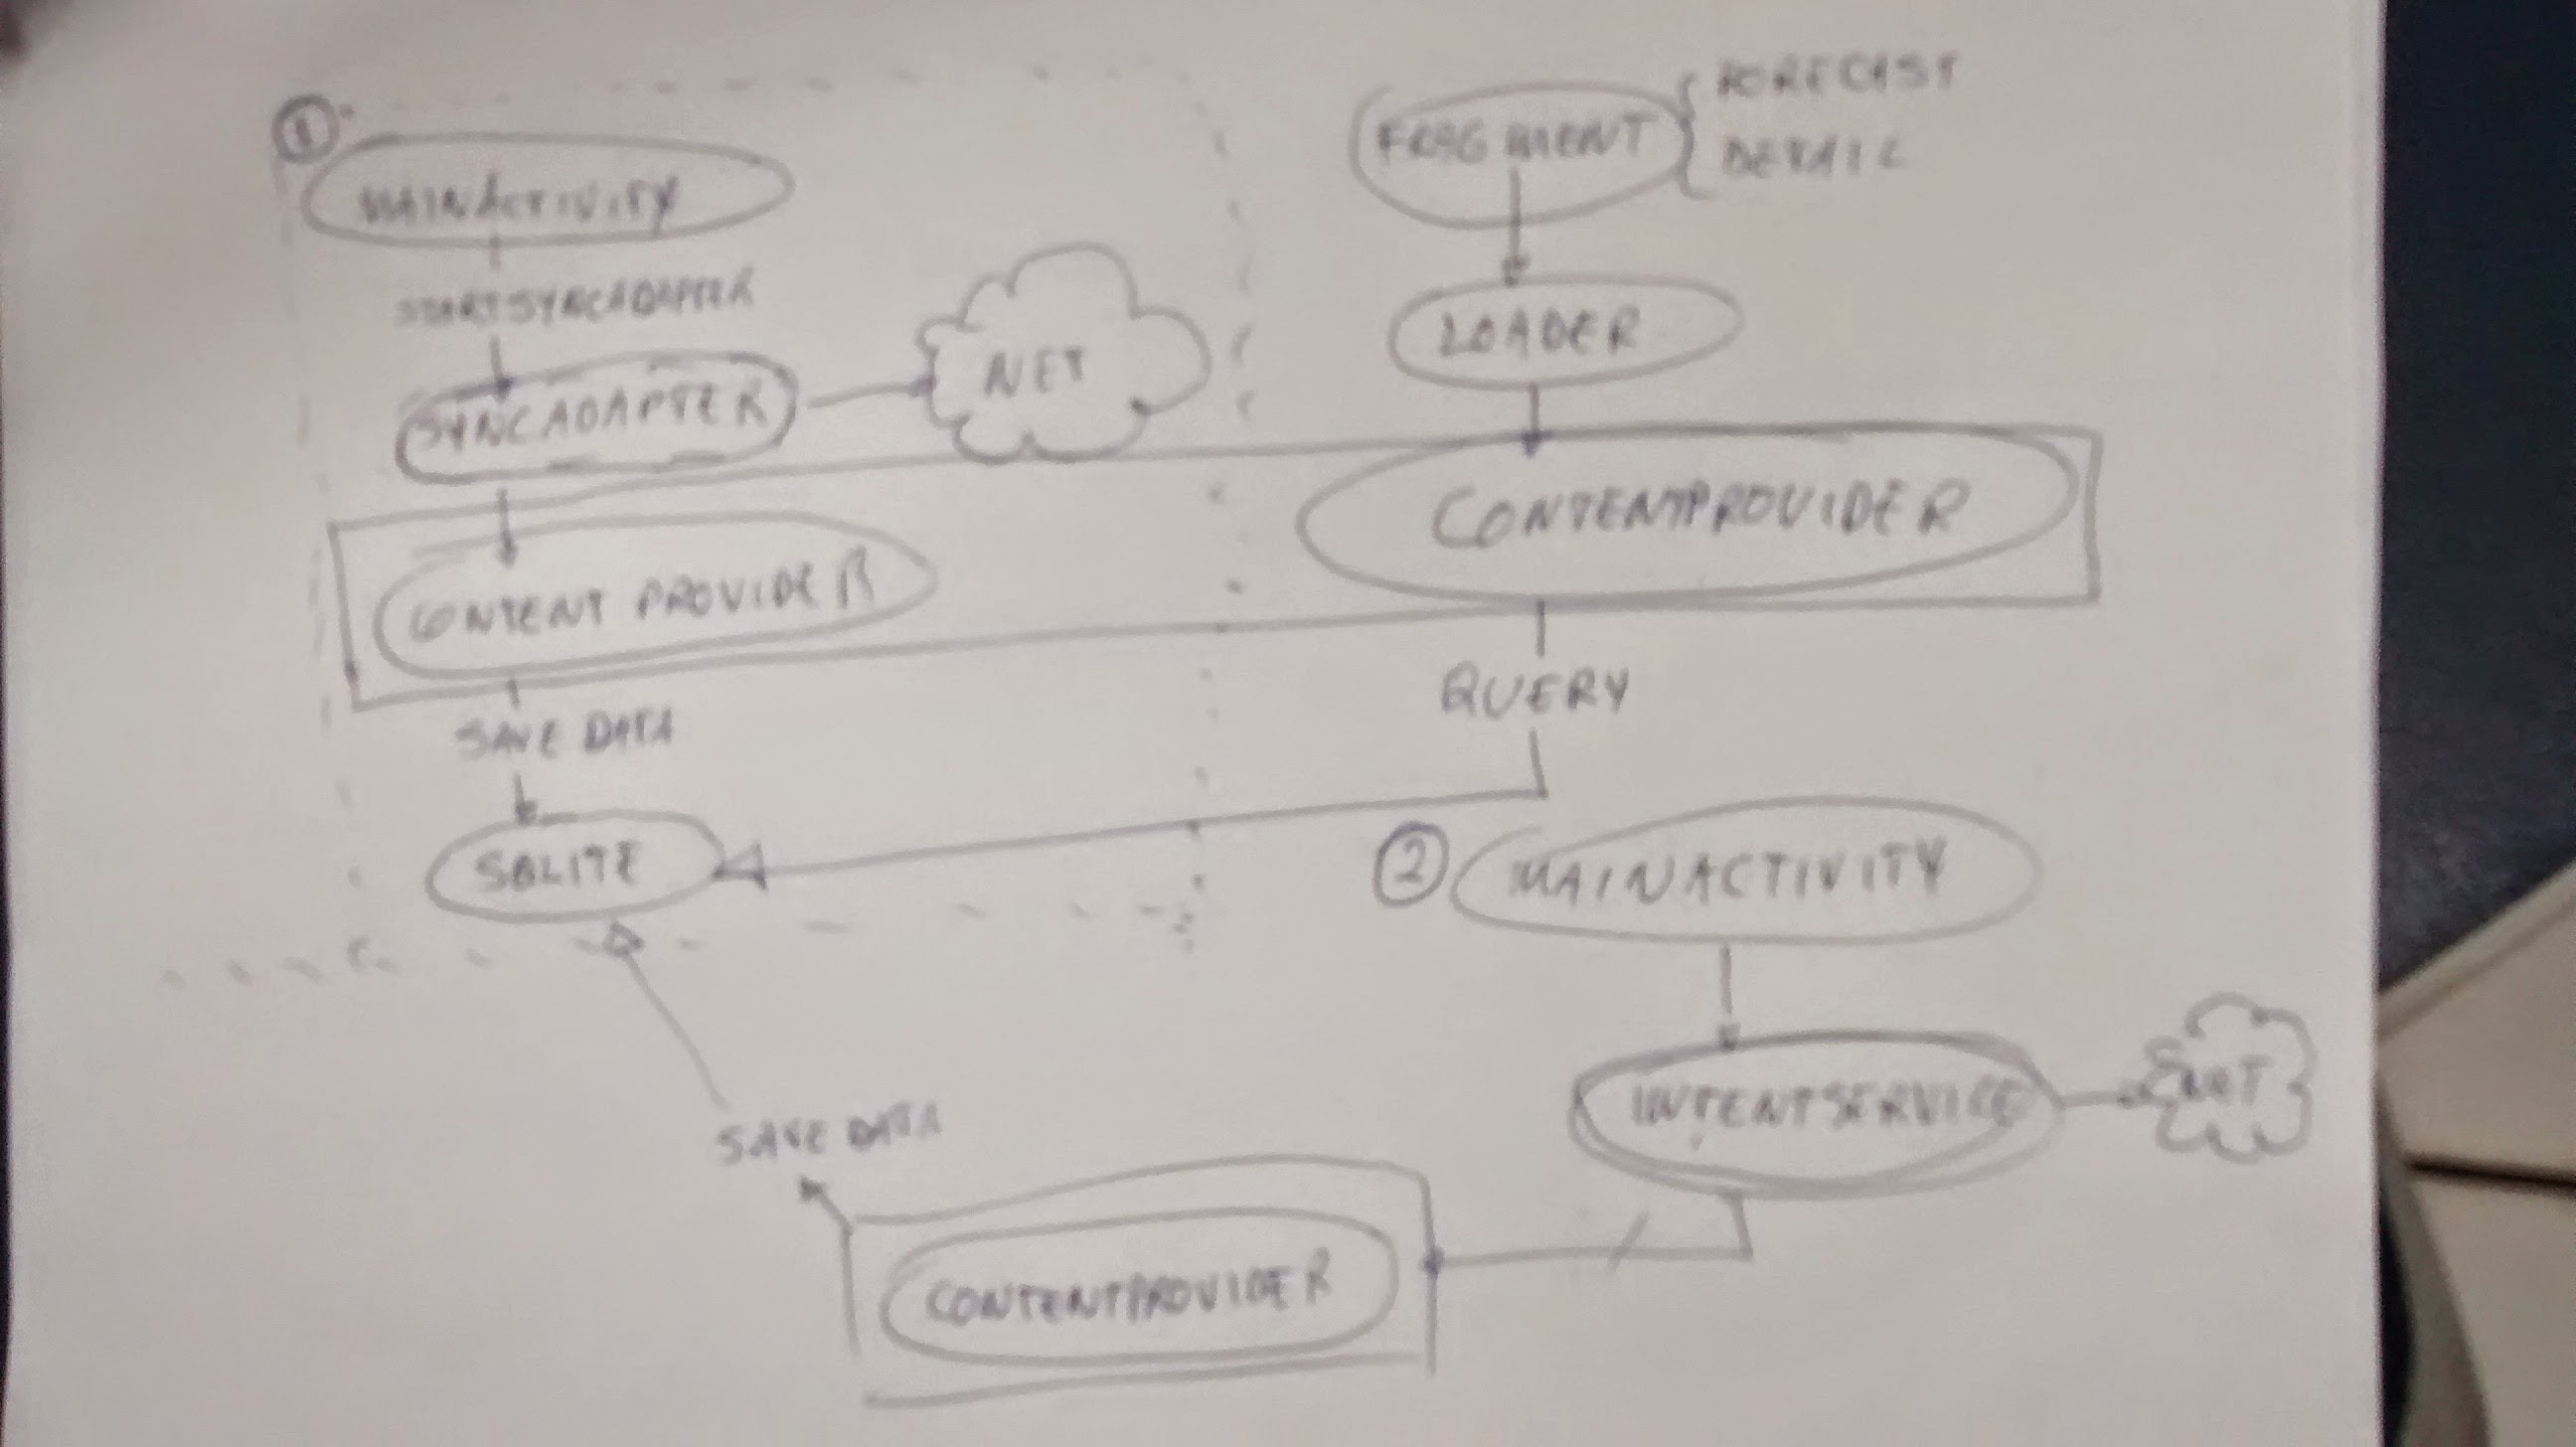 1
MAINACTIVITY
STARTSYNCADAPTER
SYNCADAPTER
NET
CONTENT PROVIDER
SAVE DATA
SQLITE
FRAGMENT
FORECAST
DETAIL
LOADER
CONTENTPROVIDER
QUERY
2
MAINACTIVITY
INTENTSERVICE
NET
CONTENTPROVIDER
SAVE DATA